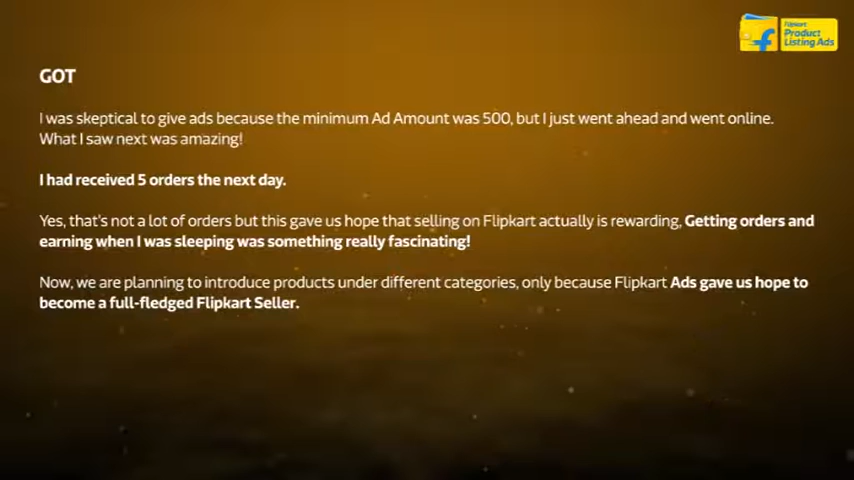 Flipkart
Product
Listing Ads
GOT
I was skeptical to give ads because the minimum Ad Amount was 500, but I just went ahead and went online.
What I saw next was amazing!
I had received 5 orders the next day.
Yes, that's not a lot of orders but this gave us hope that selling on Flipkart actually is rewarding, Getting orders and
earning when I was sleeping was something really fascinating!
Now, we are planning to introduce products under different categories, only because Flipkart Ads gave us hope to
become a full-fledged Flipkart Seller.